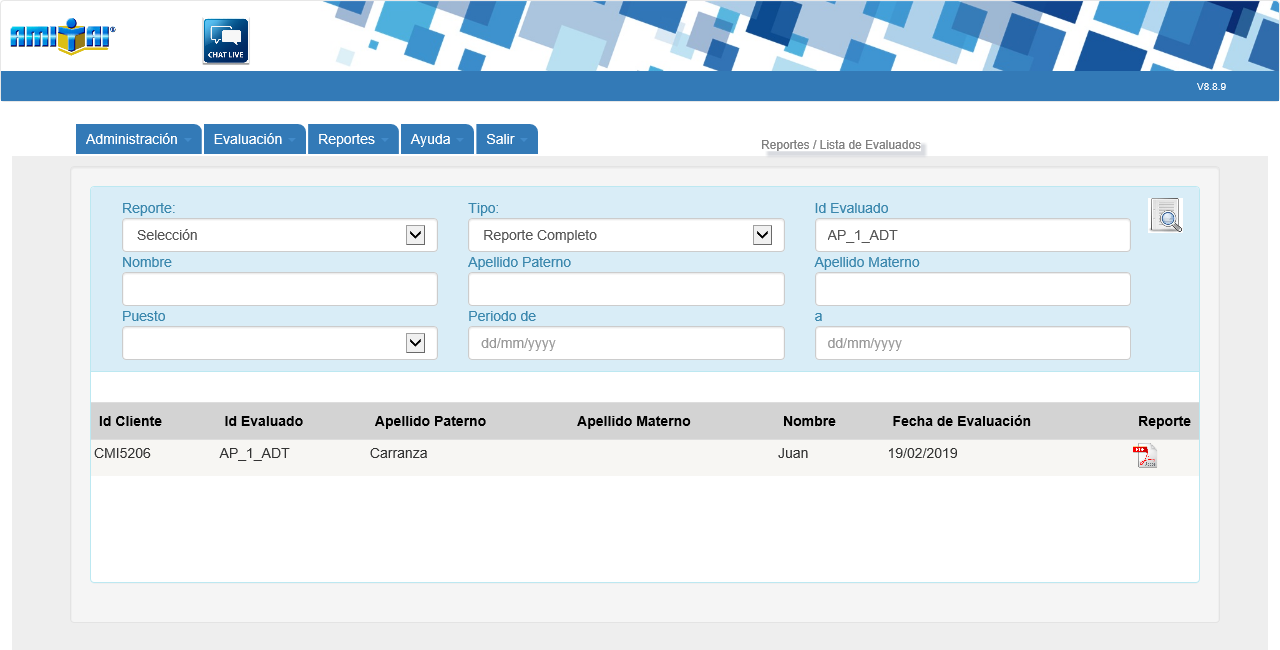 AMITAI®
CHAT LIVE
V8.8.9
Administración Evaluación Reportes Ayuda Salir
Reportes / Lista de Evaluados
Reporte: Tipo: Id Evaluado
Selección Reporte Completo AP_1_ADT
Nombre Apellido Paterno Apellido Materno
Puesto Periodo de a
dd/mm/yyyy dd/mm/yyyy
Id Cliente Id Evaluado Apellido Paterno Apellido Materno Nombre Fecha de Evaluación Reporte
CMI5206 AP_1_ADT Carranza Juan 19/02/2019